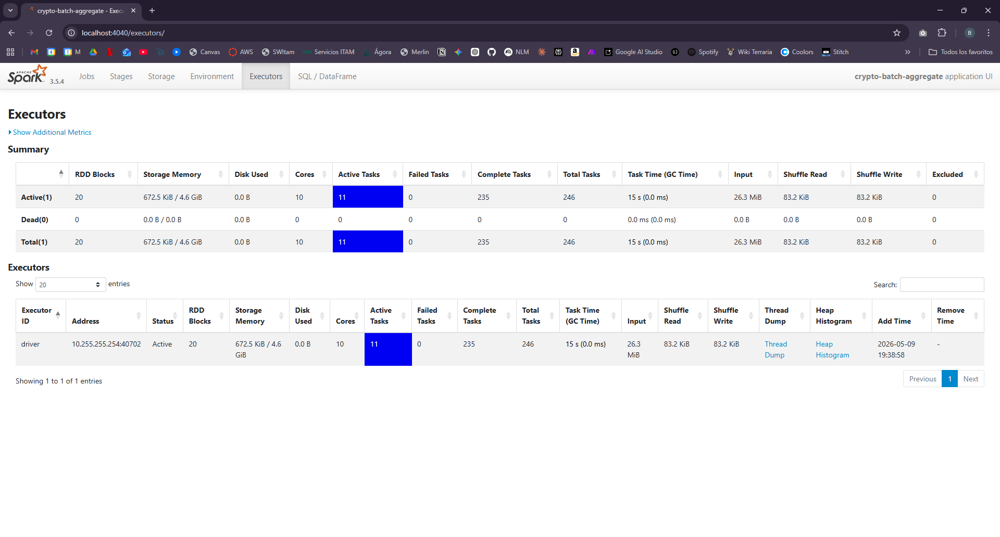 crypto-batch-aggregate - Exec
localhost:4040/executors/
B
4 1 M Canvas AWS SWItam Servicios ITAM Ágora Merlin NLM Google AI Studio Spotify Wiki Terraria Coolors Stitch » Todos los favoritos
APACHE Spark 3.5.4 Jobs Stages Storage Environment Executors SQL / DataFrame crypto-batch-aggregate application UI
Executors
Show Additional Metrics
Summary
RDD Blocks Storage Memory Disk Used Cores Active Tasks Failed Tasks Complete Tasks Total Tasks Task Time (GC Time) Input Shuffle Read Shuffle Write Excluded
Active(1) 20 672.5 KiB / 4.6 GiB 0.0 B 10 11 0 235 246 15 s (0.0 ms) 26.3 MiB 83.2 KiB 83.2 KiB 0
Dead(0) 0 0.0 B / 0.0 B 0.0 B 0 0 0 0 0 0.0 ms (0.0 ms) 0.0 B 0.0 B 0.0 B 0
Total(1) 20 672.5 KiB / 4.6 GiB 0.0 B 10 11 0 235 246 15 s (0.0 ms) 26.3 MiB 83.2 KiB 83.2 KiB 0
Executors
Show 20 entries Search:
Executor RDD Storage Disk Active Failed Complete Total Task Time Shuffle Shuffle Thread Heap Remove
ID Address Status Blocks Memory Used Cores Tasks Tasks Tasks Tasks (GC Time) Input Read Write Dump Histogram Add Time Time
driver 10.255.255.254:40702 Active 20 672.5 KiB / 4.6 0.0 B 10 11 0 235 246 15 s (0.0 ms) 26.3 83.2 KiB 83.2 KiB Thread Heap 2026-05-09 -
GiB MiB Dump Histogram 19:38:58
Showing 1 to 1 of 1 entries Previous 1 Next